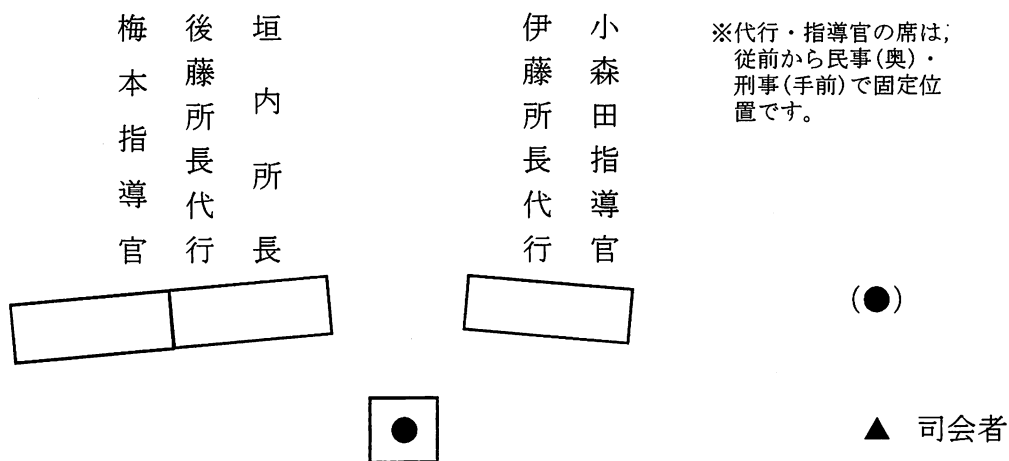 小森田指導官
伊藤所長代行
垣内所長
後藤所長代行
梅本指導官
※代行・指導官の席は,
従前から民事(奥)・
刑事(手前)で固定位
置です。
(●)
●
▲ 司会者